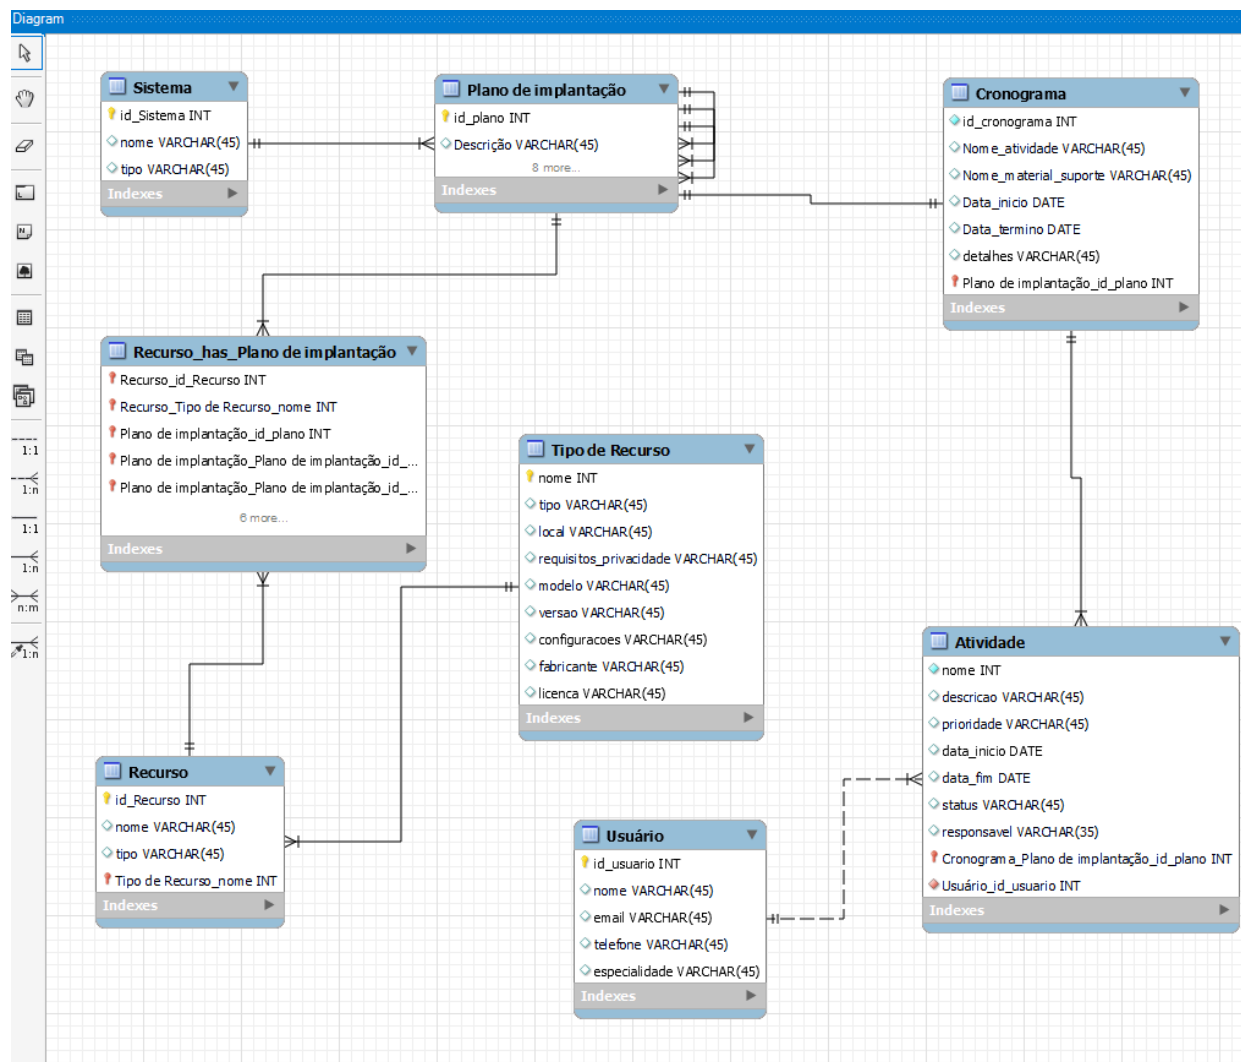 Diagram
Sistema
id_Sistema INT
nome VARCHAR(45)
tipo VARCHAR(45)
Indexes
Plano de implantação
id_plano INT
Descrição VARCHAR(45)
8 more...
Indexes
Cronograma
id_cronograma INT
Nome_atividade VARCHAR(45)
Nome_material_suporte VARCHAR(45)
Data_inicio DATE
Data_termino DATE
detalhes VARCHAR(45)
Plano de implantação_id_plano INT
Indexes
Recurso_has_Plano de implantação
Recurso_id_Recurso INT
Recurso_Tipo de Recurso_nome INT
Plano de implantação_id_plano INT
Plano de implantação_Plano de implantação_id_...
Plano de implantação_Plano de implantação_id_...
6 more...
Indexes
Tipo de Recurso
nome INT
tipo VARCHAR(45)
local VARCHAR(45)
requisitos_privacidade VARCHAR(45)
modelo VARCHAR(45)
versao VARCHAR(45)
configuracoes VARCHAR(45)
fabricante VARCHAR(45)
licenca VARCHAR(45)
Indexes
1:1
1:n
1:1
1:n
n:m
1:n
Atividade
nome INT
descricao VARCHAR(45)
prioridade VARCHAR(45)
data_inicio DATE
data_fim DATE
status VARCHAR(45)
responsavel VARCHAR(35)
Cronograma_Plano de implantação_id_plano INT
Usuário_id_usuario INT
Indexes
Recurso
id_Recurso INT
nome VARCHAR(45)
tipo VARCHAR(45)
Tipo de Recurso_nome INT
Indexes
Usuário
id_usuario INT
nome VARCHAR(45)
email VARCHAR(45)
telefone VARCHAR(45)
especialidade VARCHAR(45)
Indexes